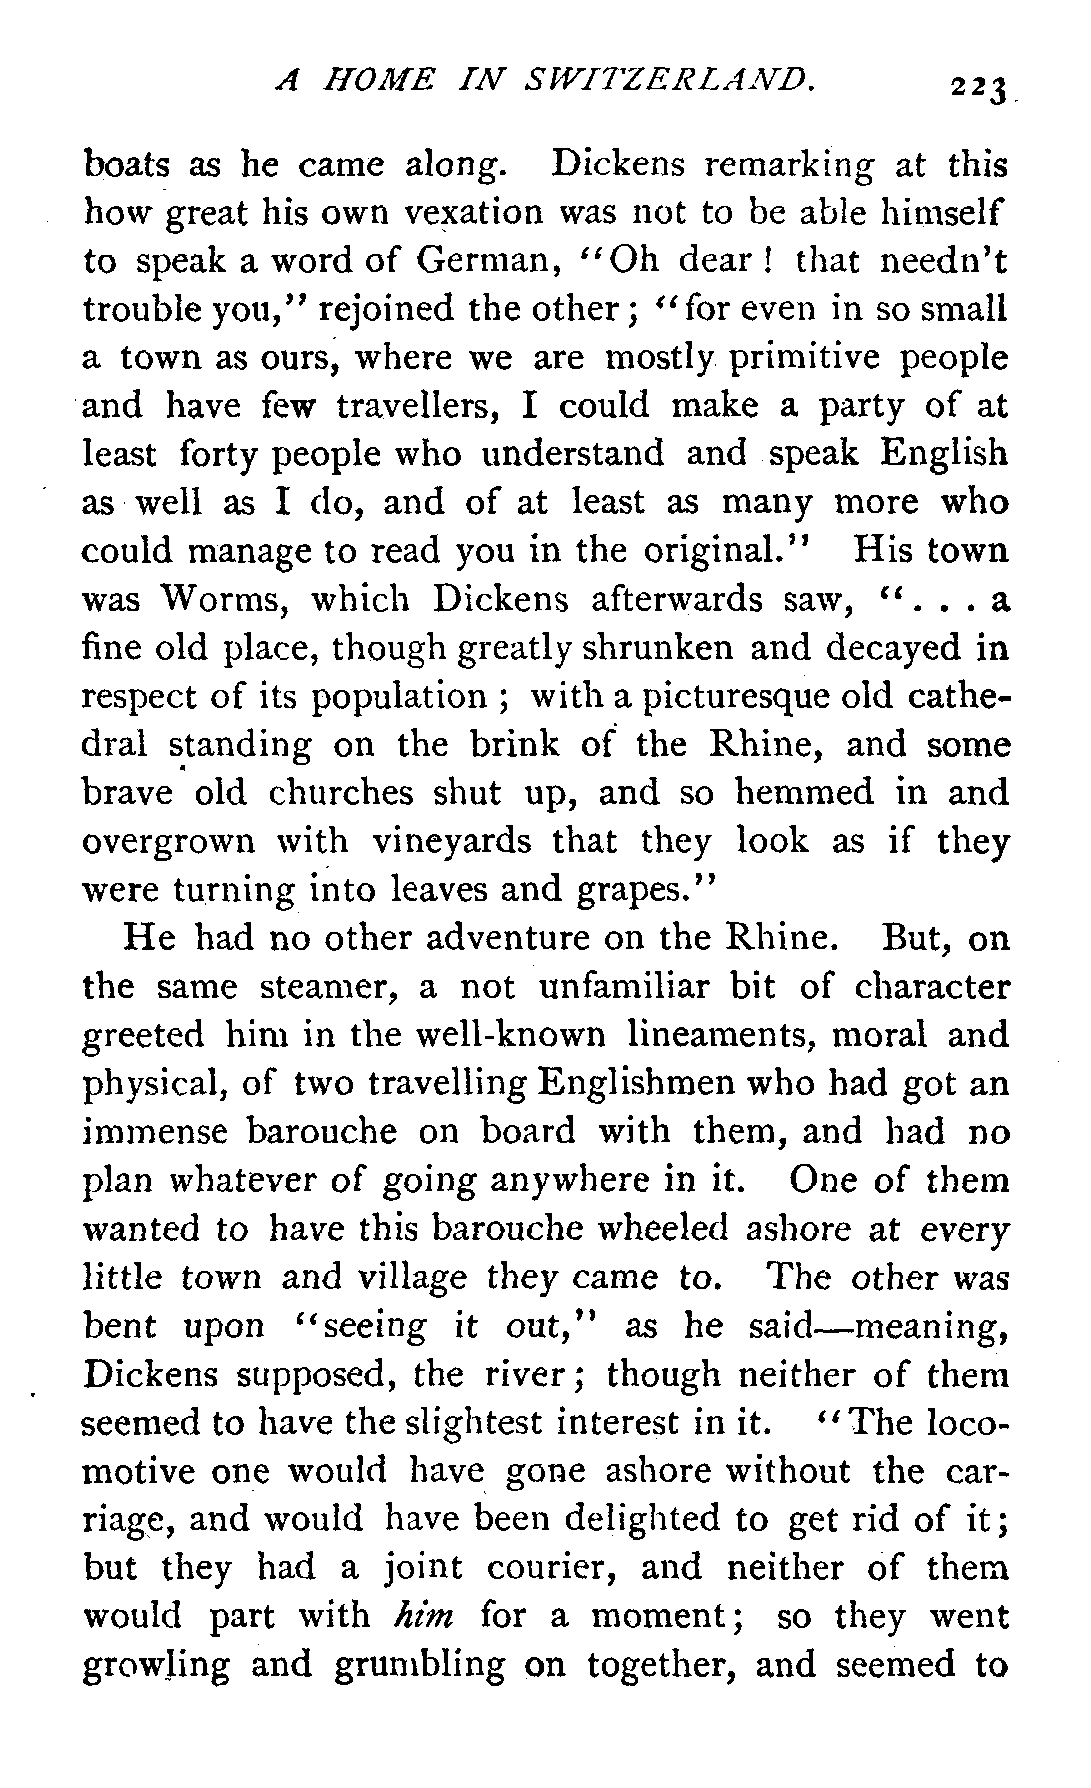 A HOME IN SWITZERLAND. 223
boats as he came along. Dickens remarking at this
how great his own vexation was not to be able himself
to speak a word of German, "Oh dear! that needn't
trouble you," rejoined the other; "for even in so small
a town as ours, where we are mostly primitive people
and have few travellers, I could make a party of at
least forty people who understand and speak English
as well as I do, and of at least as many more who
could manage to read you in the original." His town
was Worms, which Dickens afterwards saw, ". . . a
fine old place, though greatly shrunken and decayed in
respect of its population; with a picturesque old cathe-
dral standing on the brink of the Rhine, and some
brave old churches shut up, and so hemmed in and
overgrown with vineyards that they look as if they
were turning into leaves and grapes."
He had no other adventure on the Rhine. But, on
the same steamer, a not unfamiliar bit of character
greeted him in the well-known lineaments, moral and
physical, of two travelling Englishmen who had got an
immense barouche on board with them, and had no
plan whatever of going anywhere in it. One of them
wanted to have this barouche wheeled ashore at every
little town and village they came to. The other was
bent upon "seeing it out," as he said—meaning,
Dickens supposed, the river; though neither of them
seemed to have the slightest interest in it. "The loco-
motive one would have gone ashore without the car-
riage, and would have been delighted to get rid of it;
but they had a joint courier, and neither of them
would part with him for a moment; so they went
growling and grumbling on together, and seemed to